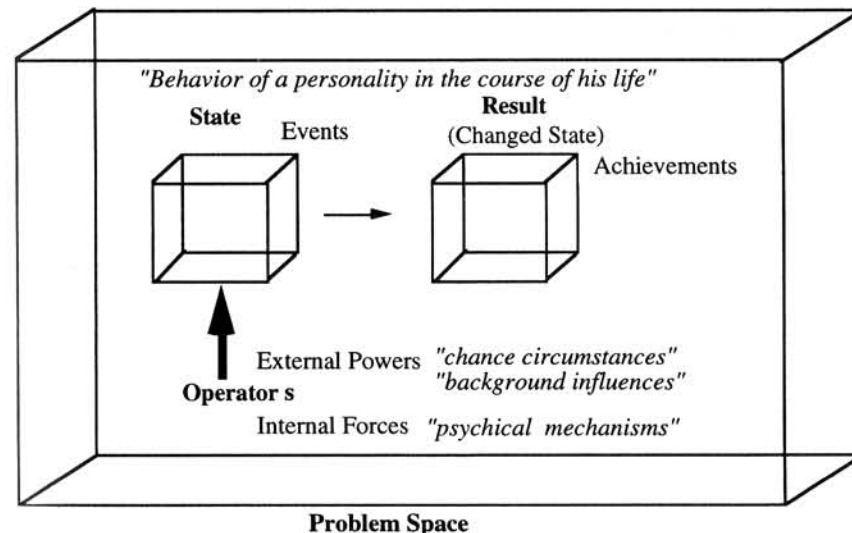 "Behavior of a personality in the course of his life"
State
Events
Result
(Changed State)
Achievements
External Powers "chance circumstances"
"background influences"
Operator s
Internal Forces "psychical mechanisms"
Problem Space